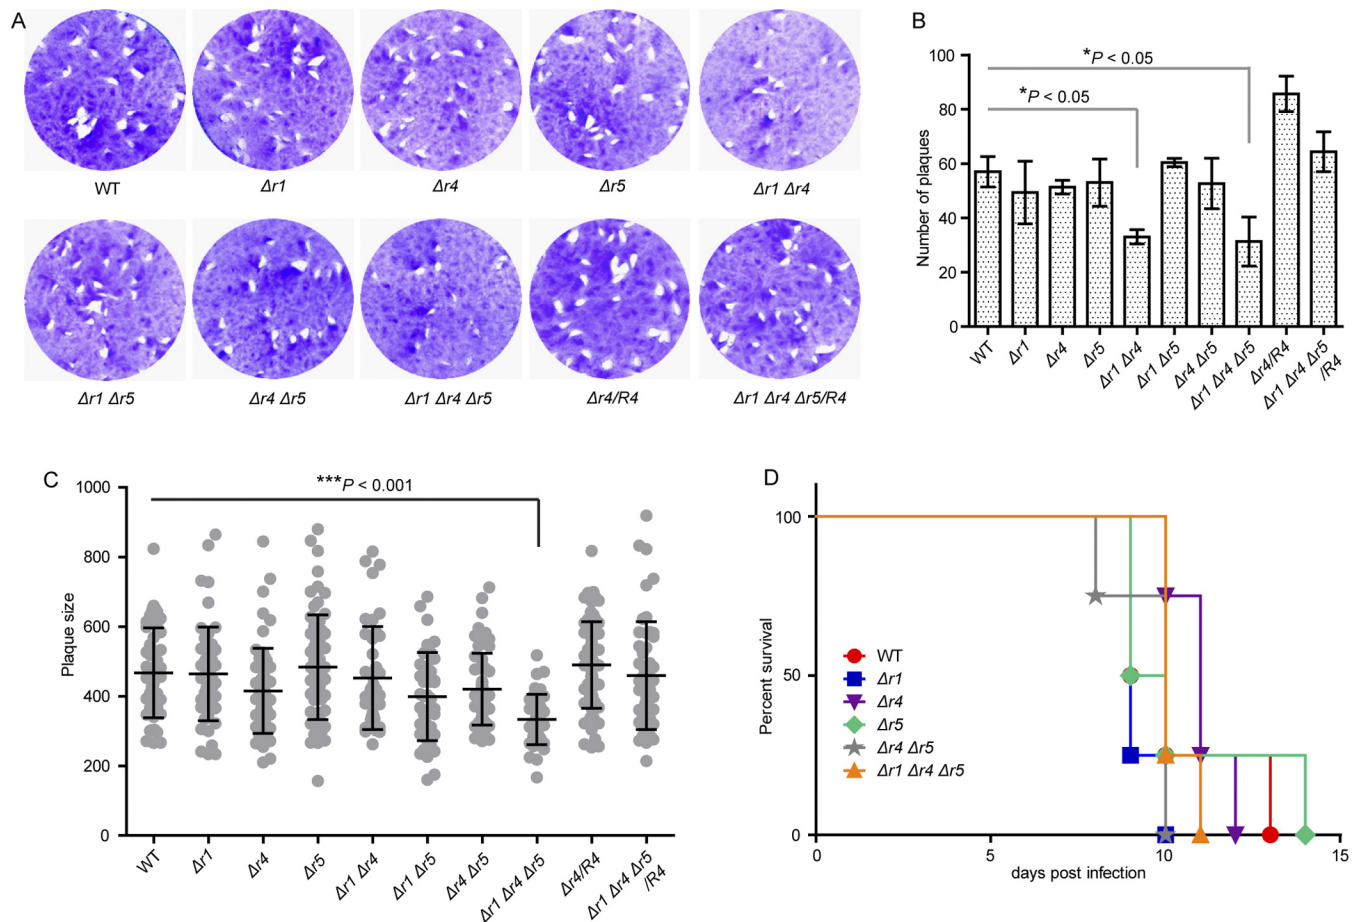 A
WT
Δr1
Δr4
Δr5
Δr1 Δr4
Δr1 Δr5
Δr4 Δr5
Δr1 Δr4 Δr5
Δr4/R4
Δr1 Δr4 Δr5/R4
B
Number of plaques
100
80
60
40
20
0
*P < 0.05
*P < 0.05
WT
Δr1
Δr4
Δr5
Δr1 Δr4
Δr1 Δr5
Δr4 Δr5
Δr1 Δr4 Δr5
Δr4/R4
Δr1 Δr4 Δr5
/R4
C
Plaque size
1000
800
600
400
200
0
***P < 0.001
WT
Δr1
Δr4
Δr5
Δr1 Δr4
Δr1 Δr5
Δr4 Δr5
Δr1 Δr4 Δr5
Δr4/R4
Δr1 Δr4 Δr5
/R4
D
Percent survival
100
50
0
WT
Δr1
Δr4
Δr5
Δr4 Δr5
Δr1 Δr4 Δr5
0
5
10
15
days post infection